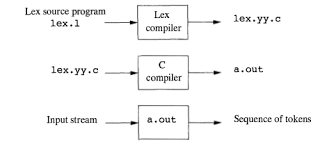 Lex source program
lex.l
Lex
compiler
lex.yy.c
lex.yy.c
C
compiler
a.out
Input stream
a.out
Sequence of tokens